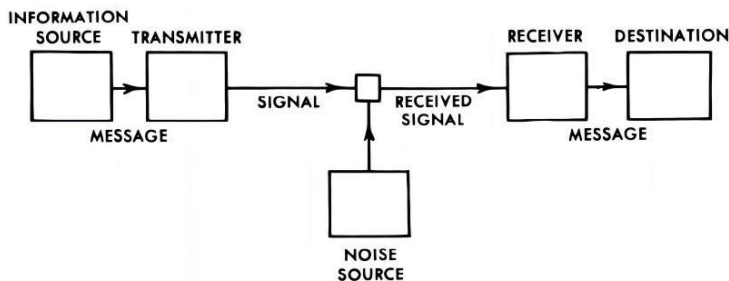 INFORMATION
SOURCE
TRANSMITTER
RECEIVER
DESTINATION
SIGNAL
RECEIVED
SIGNAL
MESSAGE
MESSAGE
NOISE
SOURCE